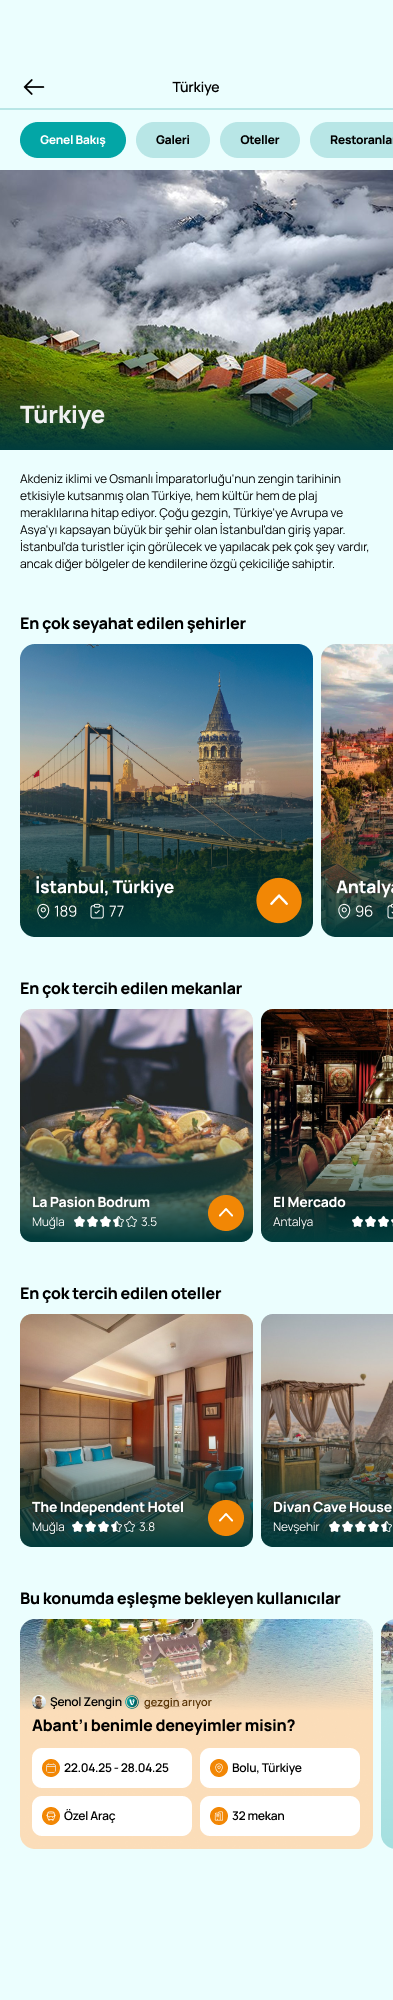 Türkiye
Genel Bakış
Galeri
Oteller
Restoranla
Türkiye
Akdeniz iklimi ve Osmanlı İmparatorluğu'nun zengin tarihinin
etkisiyle kutsanmış olan Türkiye, hem kültür hem de plaj
meraklılarına hitap ediyor. Çoğu gezgin, Türkiye'ye Avrupa ve
Asya'yı kapsayan büyük bir şehir olan İstanbul'dan giriş yapar.
İstanbul'da turistler için görülecek ve yapılacak pek çok şey vardır,
ancak diğer bölgeler de kendilerine özgü çekiciliğe sahiptir.
En çok seyahat edilen şehirler
İstanbul, Türkiye
189 77
Antalya
96
En çok tercih edilen mekanlar
La Pasion Bodrum
Muğla 3.5
El Mercado
Antalya
En çok tercih edilen oteller
The Independent Hotel
Muğla 3.8
Divan Cave House
Nevşehir
Bu konumda eşleşme bekleyen kullanıcılar
Şenol Zengin gezgin arıyor
Abant’ı benimle deneyimler misin?
22.04.25 - 28.04.25
Bolu, Türkiye
Özel Araç
32 mekan